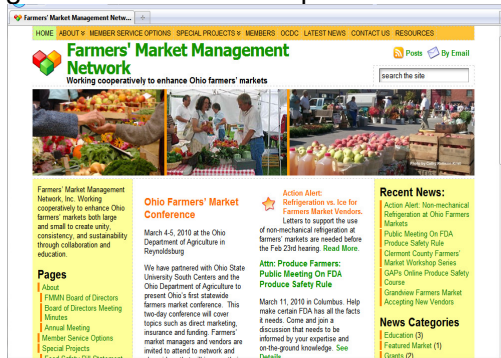 Farmers' Market Management Netw...
HOME ABOUT MEMBER SERVICE OPTIONS SPECIAL PROJECTS MEMBERS OCDC LATEST NEWS CONTACT US RESOURCES
Farmers' Market Management
Network
Working cooperatively to enhance Ohio farmers' markets
Posts By Email
search the site
Farmers' Market Management
Network, Inc. Working
cooperatively to enhance Ohio
farmers' markets both large
and small to create unity,
consistency, and sustainability
through collaboration and
education.
Pages
About
FMMN Board of Directors
Board of Directors Meeting
Minutes
Annual Meeting
Member Service Options
Special Projects
Ohio Farmers' Market
Conference
March 4-5, 2010 at the Ohio
Department of Agriculture in
Reynoldsburg
We have partnered with Ohio State
University South Centers and the
Ohio Department of Agriculture to
present Ohio's first statewide
farmers market conference. This
two-day conference will cover
topics such as direct marketing,
insurance and funding. Farmers'
market managers and vendors are
invited to attend to network and
Action Alert:
Refrigeration vs. Ice for
Farmers Market Vendors.
Letters to support the use
of non-mechanical refrigeration at
farmers' markets are needed before
the Feb 23rd hearing. Read More.
Attn: Produce Farmers:
Public Meeting On FDA
Produce Safety Rule
March 11, 2010 in Columbus. Help
make certain FDA has all the facts
it needs. Come and join a
discussion that needs to be
informed by your expertise and
on-the-ground knowledge. See
Details
Recent News:
Action Alert: Non-mechanical
Refrigeration at Ohio Farmers
Markets
Public Meeting On FDA
Produce Safety Rule
Clermont County Farmers'
Market Workshop Series
GAPs Online Produce Safety
Course
Grandview Farmers Market
Accepting New Vendors
News Categories
Education (3)
Featured Market (1)
Grants (2)